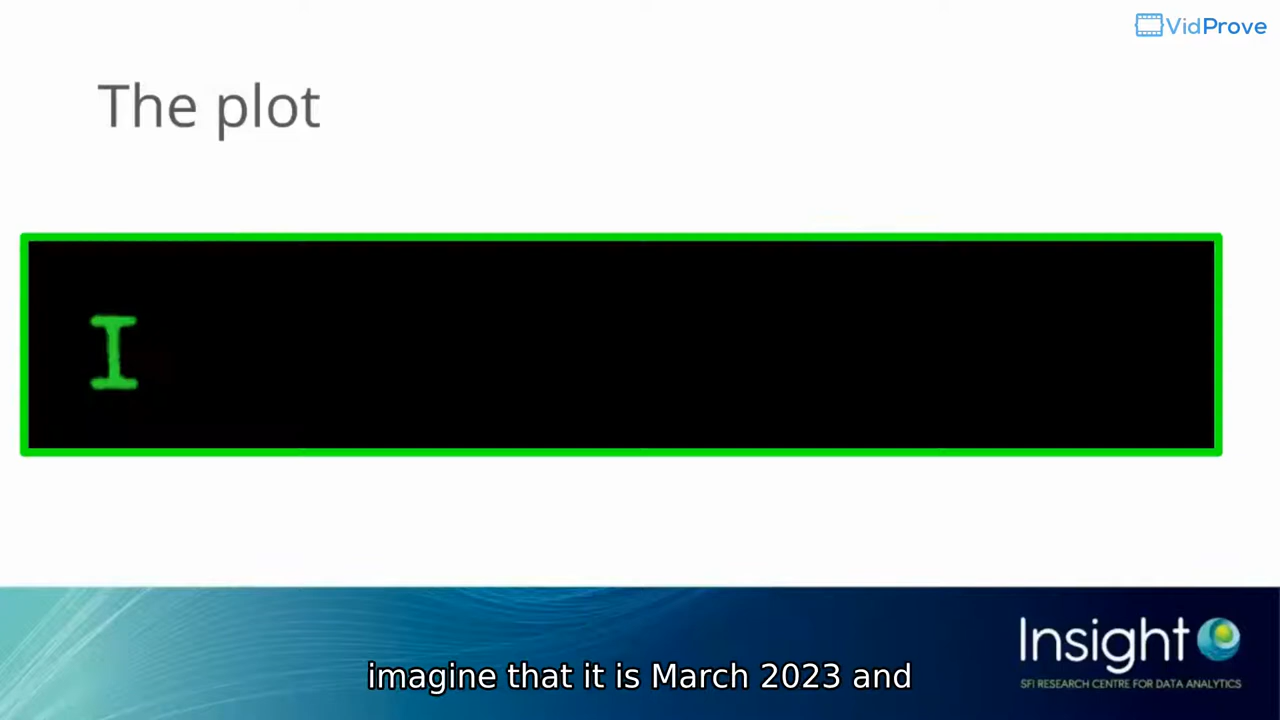 VidProve
The plot
I
Insight
SFI RESEARCH CENTRE FOR DATA ANALYTICS
imagine that it is March 2023 and